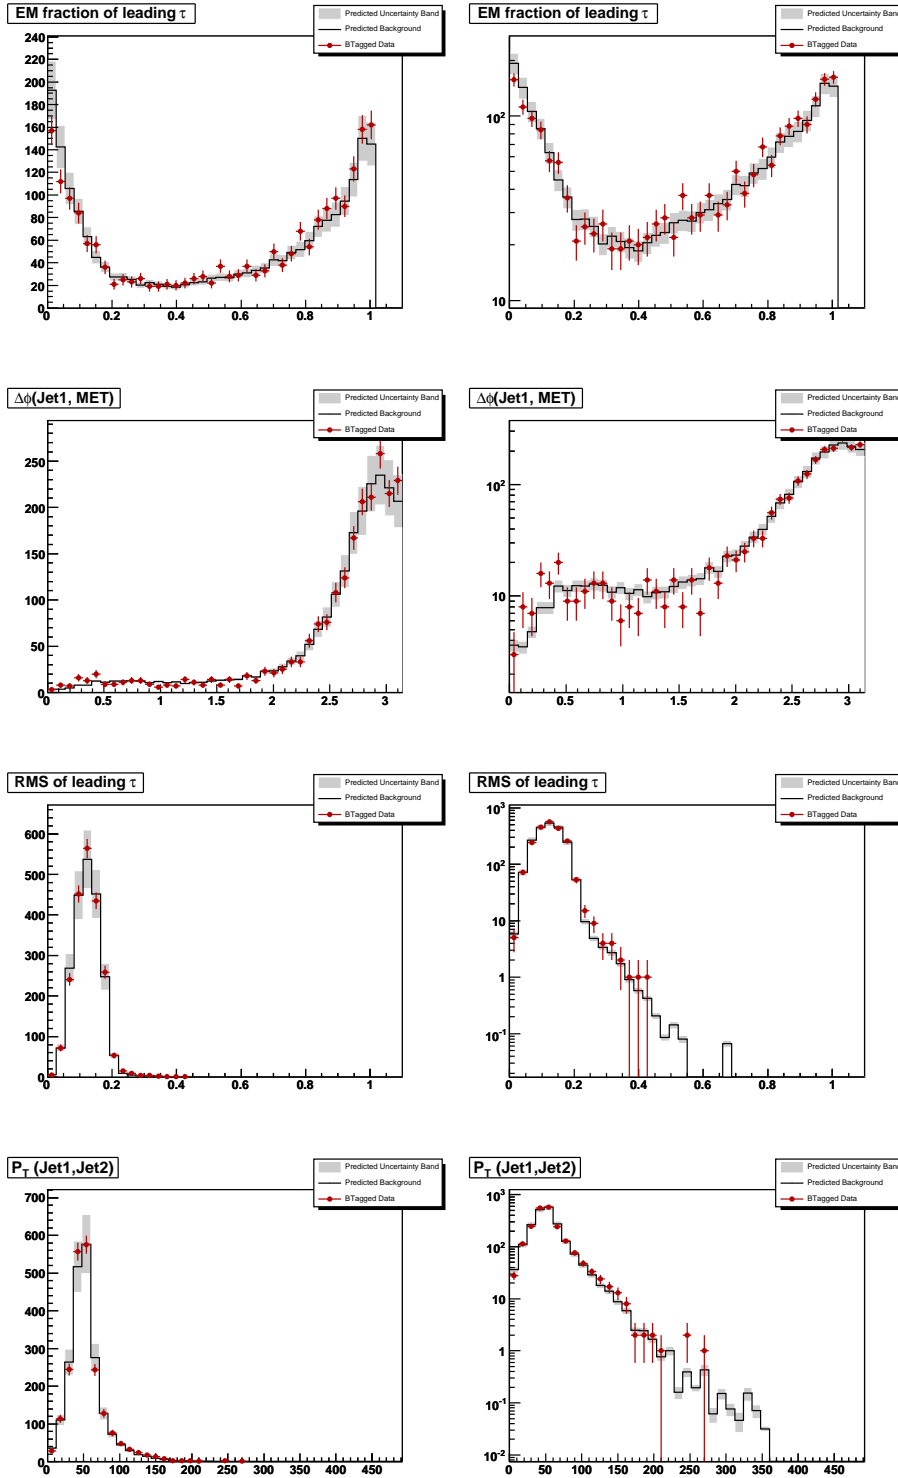 EM fraction of leading τ
Predicted Uncertainty Band
Predicted Background
BTagged Data
240
220
200
180
160
140
120
100
80
60
40
20
0
0 0.2 0.4 0.6 0.8 1
EM fraction of leading τ
Predicted Uncertainty Band
Predicted Background
BTagged Data
10²
10
0 0.2 0.4 0.6 0.8 1
Δϕ(Jet1, MET)
Predicted Uncertainty Band
Predicted Background
BTagged Data
250
200
150
100
50
0
0 0.5 1 1.5 2 2.5 3
Δϕ(Jet1, MET)
Predicted Uncertainty Band
Predicted Background
BTagged Data
10²
10
0 0.5 1 1.5 2 2.5 3
RMS of leading τ
Predicted Uncertainty Band
Predicted Background
BTagged Data
600
500
400
300
200
100
0
0 0.2 0.4 0.6 0.8 1
RMS of leading τ
Predicted Uncertainty Band
Predicted Background
BTagged Data
10³
10²
10
1
10⁻¹
0 0.2 0.4 0.6 0.8 1
P_T (Jet1,Jet2)
Predicted Uncertainty Band
Predicted Background
BTagged Data
700
600
500
400
300
200
100
0
0 50 100 150 200 250 300 350 400 450
P_T (Jet1,Jet2)
Predicted Uncertainty Band
Predicted Background
BTagged Data
10³
10²
10
1
10⁻¹
10⁻²
0 50 100 150 200 250 300 350 400 450